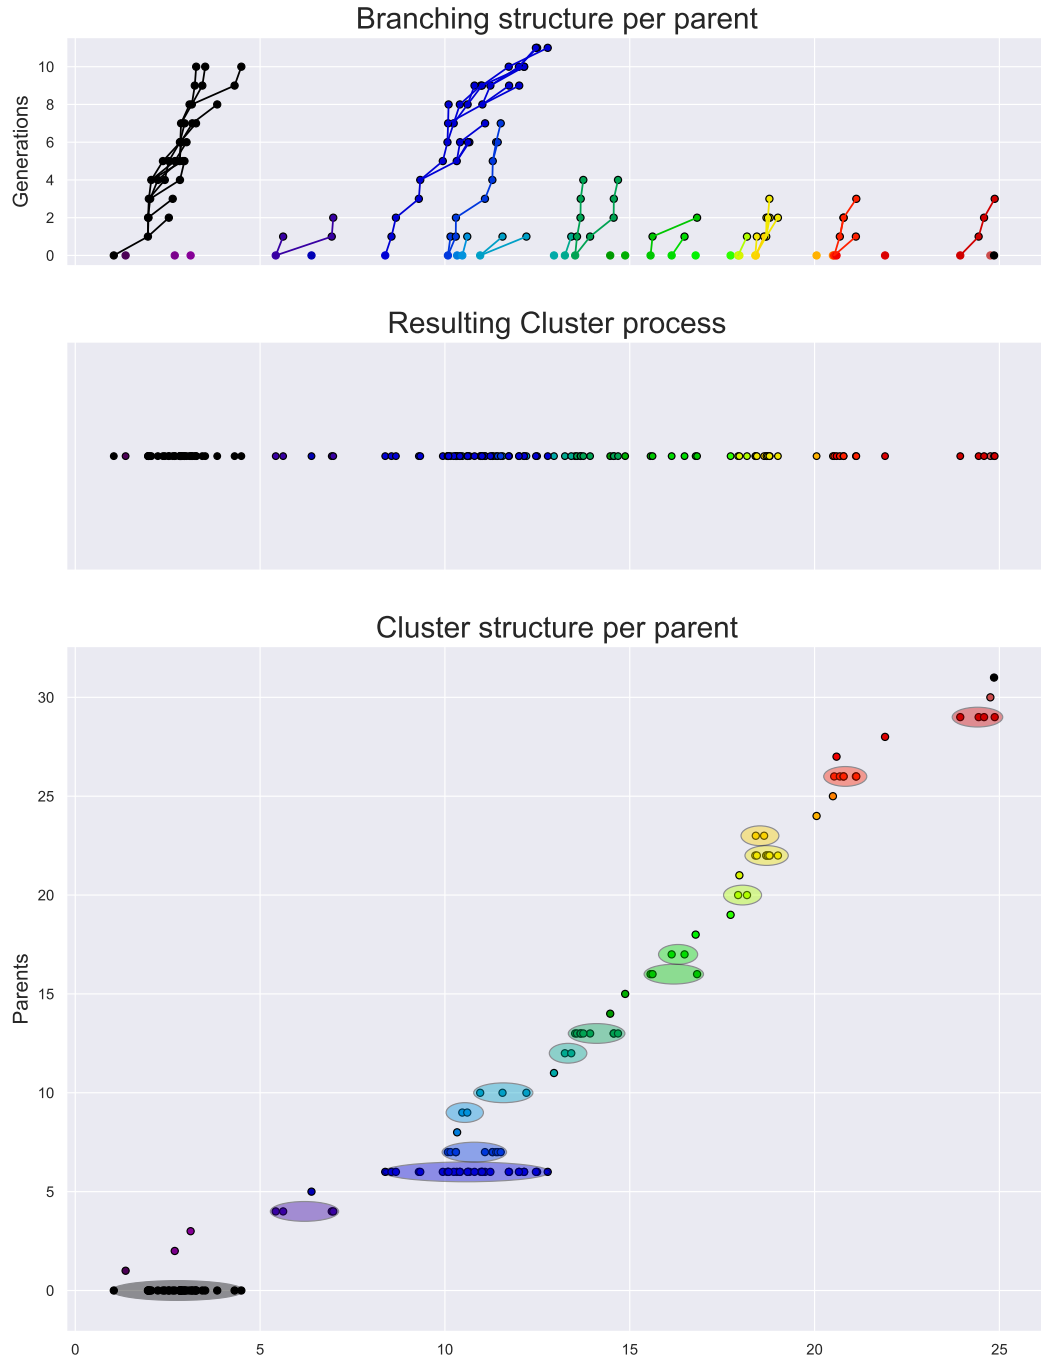 Branching structure per parent
Generations
10
8
6
4
2
0
Resulting Cluster process
Cluster structure per parent
Parents
30
25
20
15
10
5
0
0 5 10 15 20 25